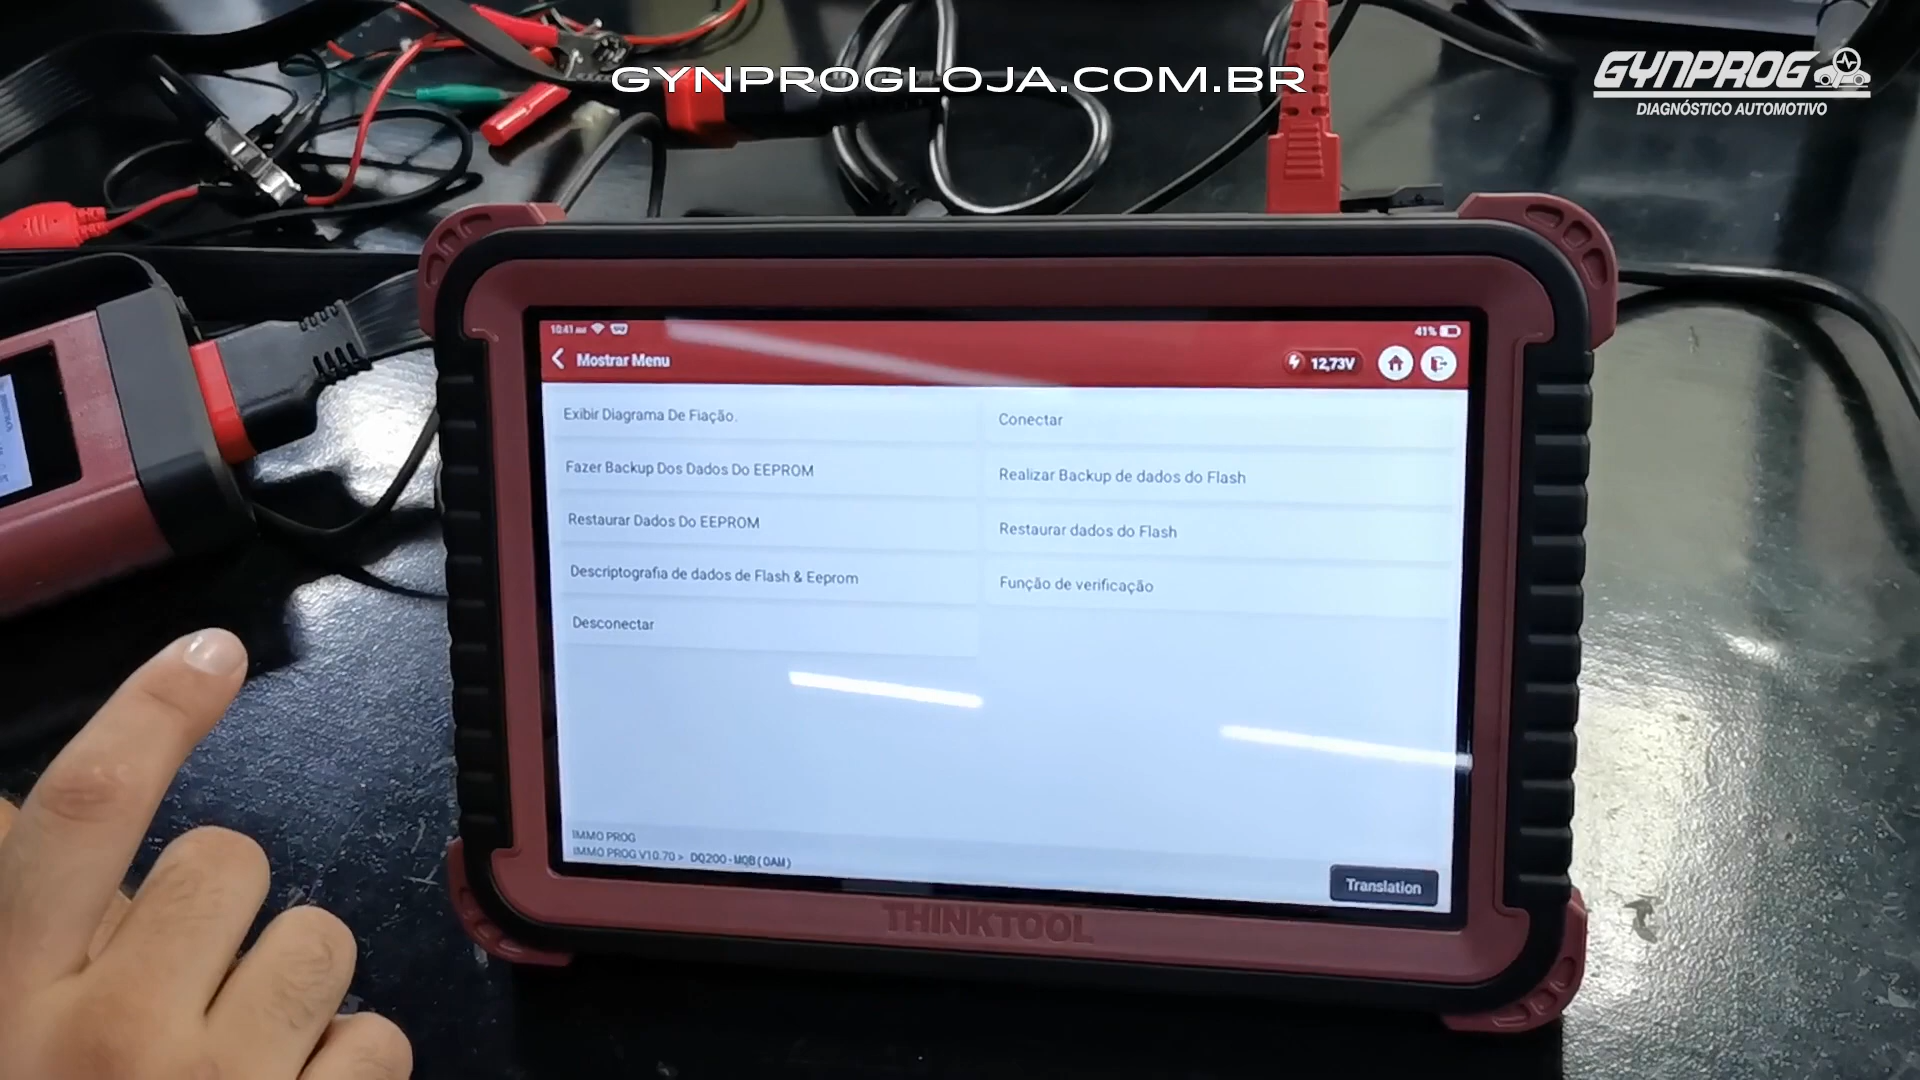 GYNPROGLOJA.COM.BR
GYNPROG
DIAGNÓSTICO AUTOMOTIVO
10:41 AM
41%
Mostrar Menu
12,73V
Exibir Diagrama De Fiação.
Conectar
Fazer Backup Dos Dados Do EEPROM
Realizar Backup de dados do Flash
Restaurar Dados Do EEPROM
Restaurar dados do Flash
Descriptografia de dados de Flash & Eeprom
Função de verificação
Desconectar
IMMO PROG
IMMO PROG V10.70 > DQ200-MQB(0AM)
Translation
THINKTOOL